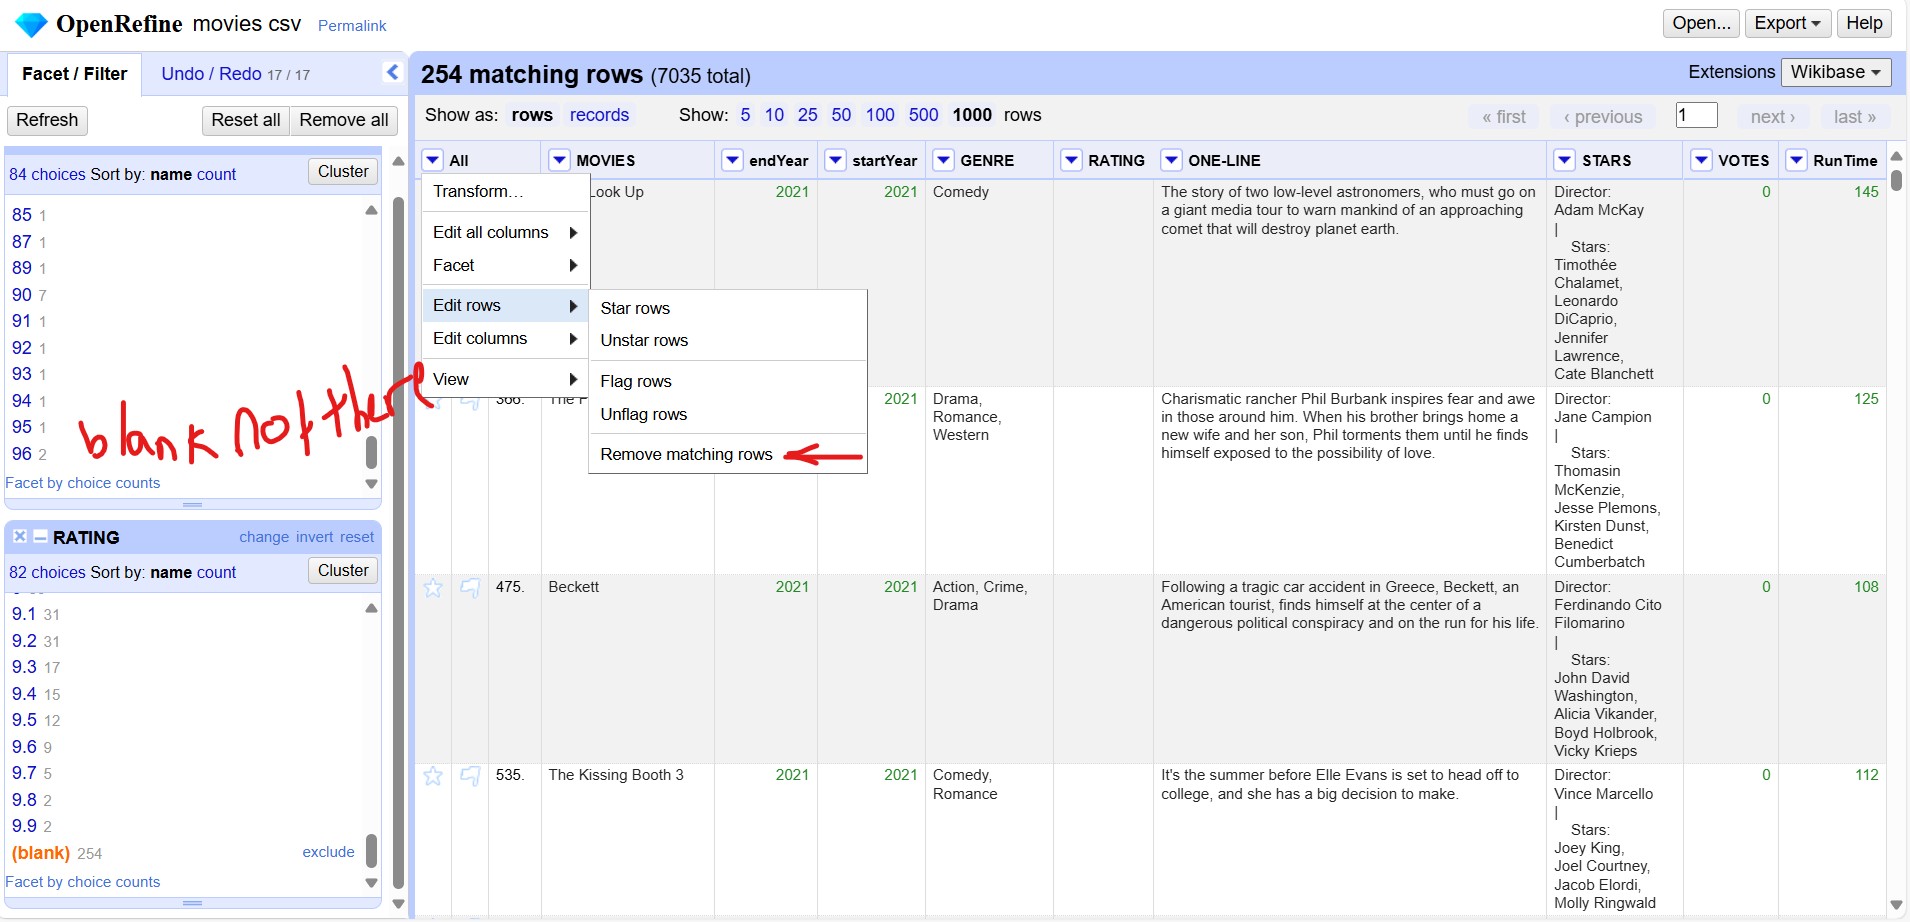 OpenRefine movies csv Permalink
Open... Export Help
Facet / Filter Undo / Redo 17 / 17
254 matching rows (7035 total)
Extensions Wikibase
Refresh Reset all Remove all
Show as: rows records Show: 5 10 25 50 100 500 1000 rows
« first ‹ previous 1 next › last »
84 choices Sort by: name count Cluster
85 1
87 1
89 1
90 7
91 1
92 1
93 1
94 1
95 1
96 2
Facet by choice counts
blank not there
RATING change invert reset
82 choices Sort by: name count Cluster
9.1 31
9.2 31
9.3 17
9.4 15
9.5 12
9.6 9
9.7 5
9.8 2
9.9 2
(blank) 254 exclude
Facet by choice counts
All MOVIES endYear startYear GENRE RATING ONE-LINE STARS VOTES RunTime
Transform...
Edit all columns
Facet
Edit rows
Edit columns
View
Star rows
Unstar rows
Flag rows
Unflag rows
Remove matching rows
Look Up 2021 2021 Comedy
The story of two low-level astronomers, who must go on
a giant media tour to warn mankind of an approaching
comet that will destroy planet earth.
Director:
Adam McKay
|
Stars:
Timothée
Chalamet,
Leonardo
DiCaprio,
Jennifer
Lawrence,
Cate Blanchett
0 145
366. 2021
Drama,
Romance,
Western
Charismatic rancher Phil Burbank inspires fear and awe
in those around him. When his brother brings home a
new wife and her son, Phil torments them until he finds
himself exposed to the possibility of love.
Director:
Jane Campion
|
Stars:
Thomasin
McKenzie,
Jesse Plemons,
Kirsten Dunst,
Benedict
Cumberbatch
0 125
475. Beckett 2021 2021
Action, Crime,
Drama
Following a tragic car accident in Greece, Beckett, an
American tourist, finds himself at the center of a
dangerous political conspiracy and on the run for his life.
Director:
Ferdinando Cito
Filomarino
|
Stars:
John David
Washington,
Alicia Vikander,
Boyd Holbrook,
Vicky Krieps
0 108
535. The Kissing Booth 3 2021 2021
Comedy,
Romance
It's the summer before Elle Evans is set to head off to
college, and she has a big decision to make.
Director:
Vince Marcello
|
Stars:
Joey King,
Joel Courtney,
Jacob Elordi,
Molly Ringwald
0 112